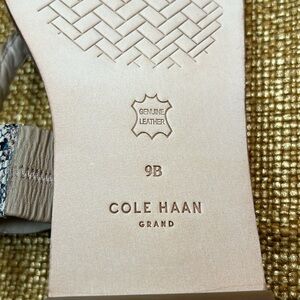 GENUINE
LEATHER
9B
COLE HAAN
GRAND